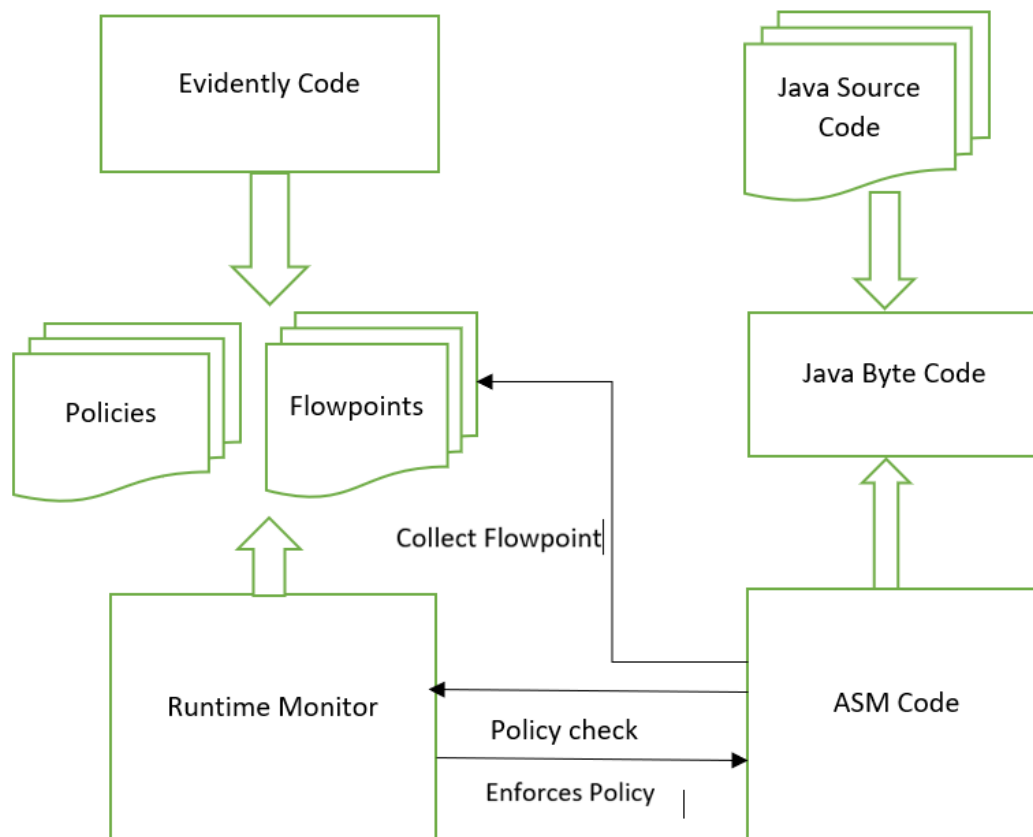 Evidently Code
Java Source
Code
Policies
Flowpoints
Java Byte Code
Collect Flowpoint
Runtime Monitor
ASM Code
Policy check
Enforces Policy